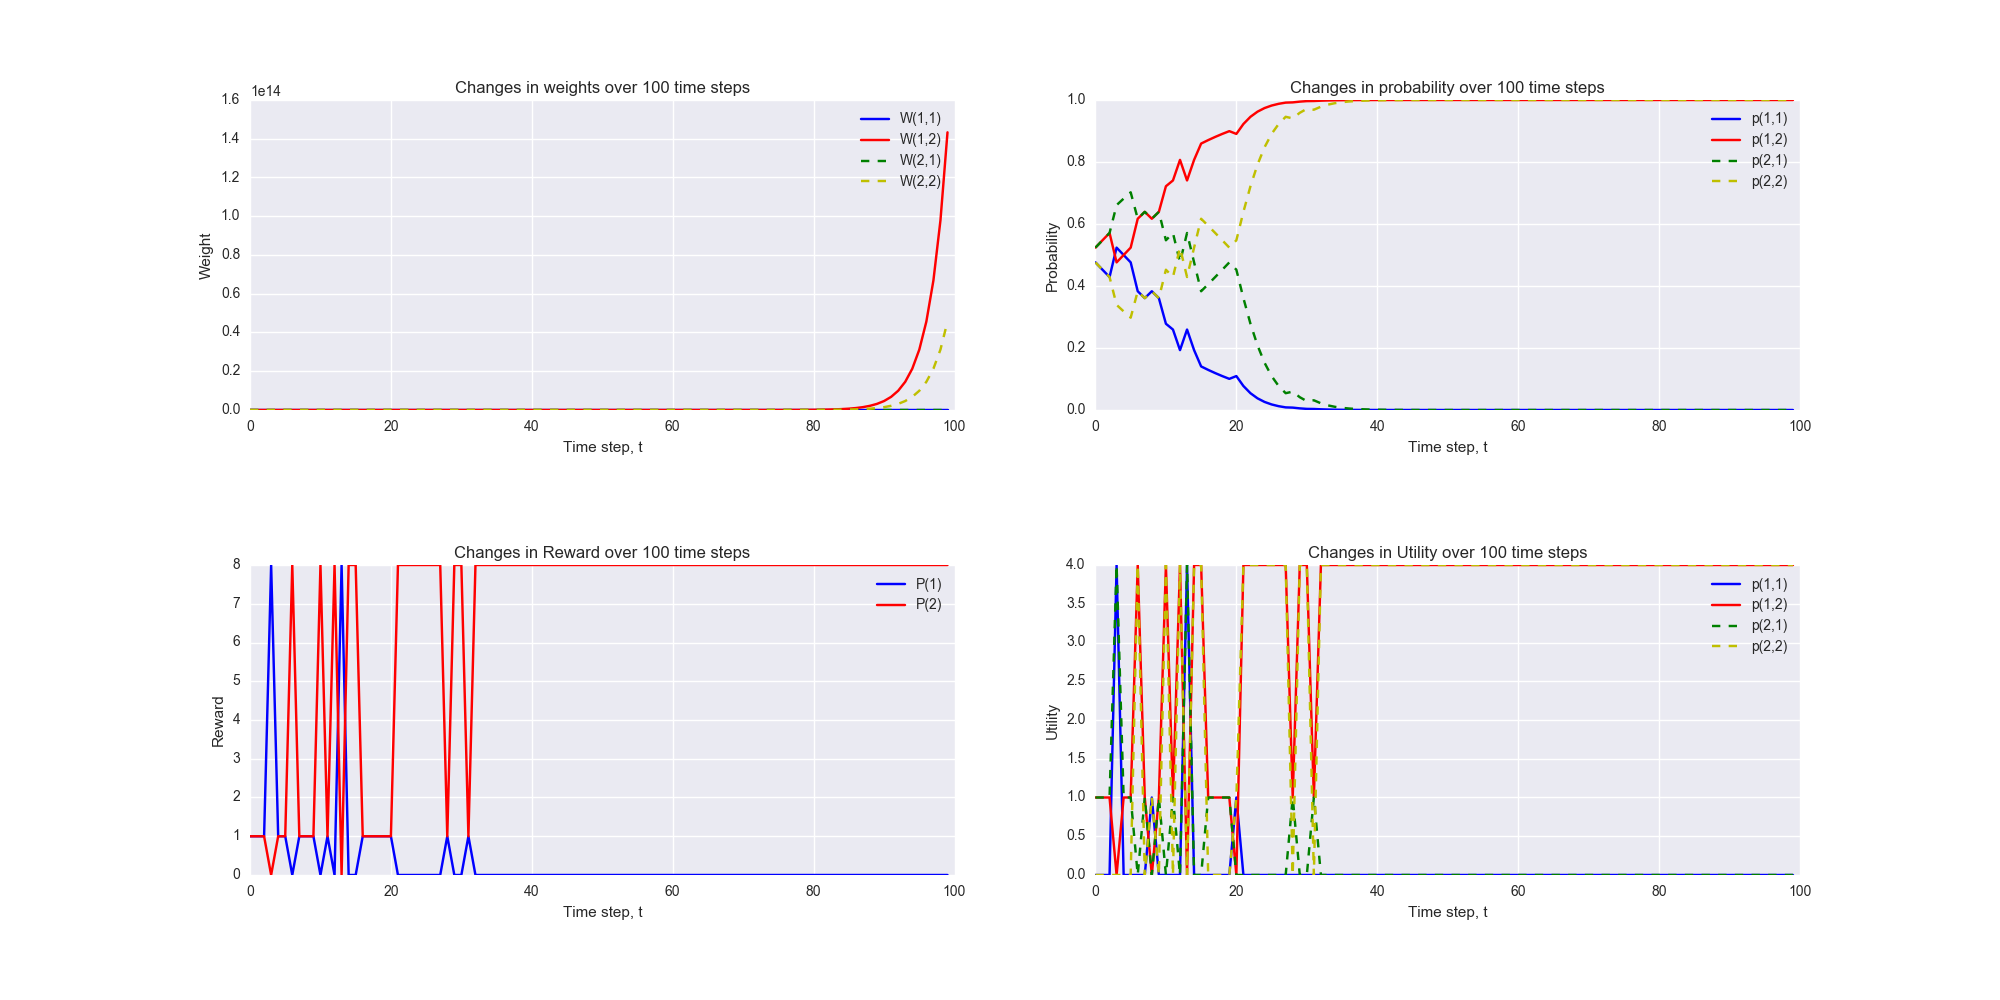 Changes in weights over 100 time steps
1e14
1.6
1.4
1.2
1.0
0.8
0.6
0.4
0.2
0.0
Weight
W(1,1)
W(1,2)
W(2,1)
W(2,2)
0 20 40 60 80 100
Time step, t
Changes in probability over 100 time steps
1.0
0.8
0.6
0.4
0.2
0.0
Probability
p(1,1)
p(1,2)
p(2,1)
p(2,2)
0 20 40 60 80 100
Time step, t
Changes in Reward over 100 time steps
8
7
6
5
4
3
2
1
0
Reward
P(1)
P(2)
0 20 40 60 80 100
Time step, t
Changes in Utility over 100 time steps
4.0
3.5
3.0
2.5
2.0
1.5
1.0
0.5
0.0
Utility
p(1,1)
p(1,2)
p(2,1)
p(2,2)
0 20 40 60 80 100
Time step, t